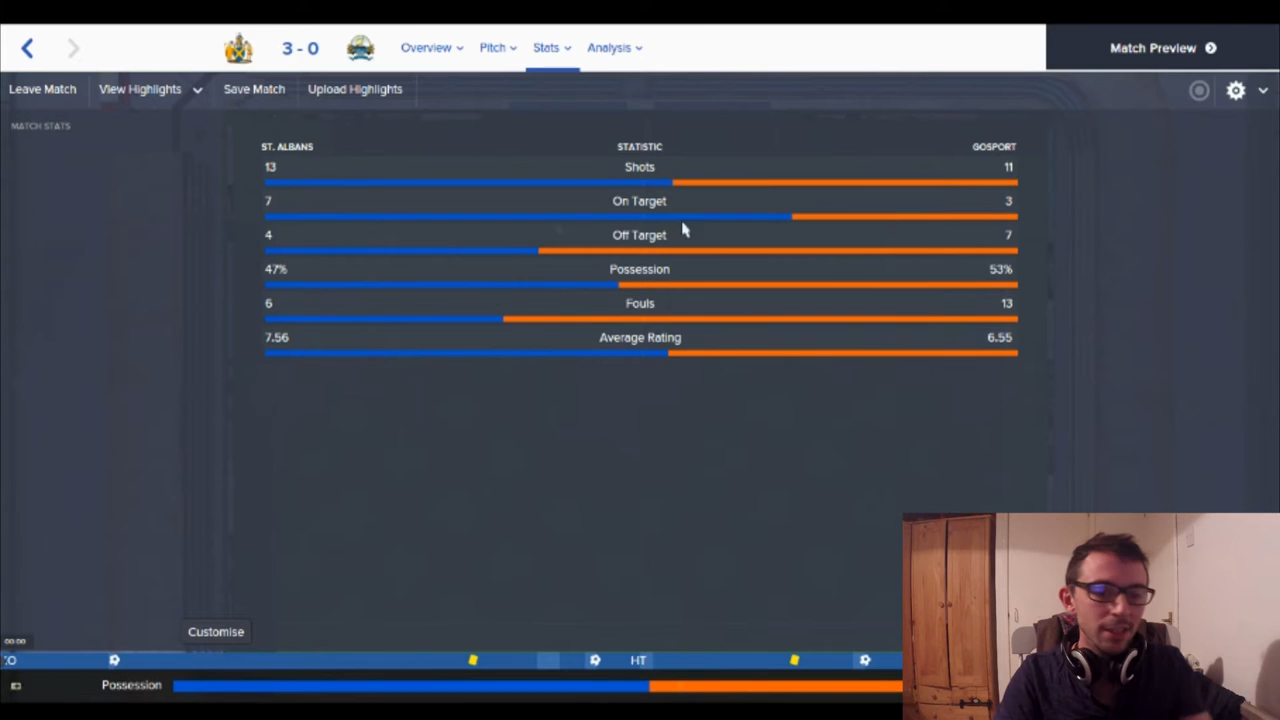 3 - 0 Overview Pitch Stats Analysis Match Preview
Leave Match View Highlights Save Match Upload Highlights
MATCH STATS
ST. ALBANS STATISTIC GOSPORT
13 Shots 11
7 On Target 3
4 Off Target 7
47% Possession 53%
6 Fouls 13
7.56 Average Rating 6.55
Customise
00:00
HT
Possession